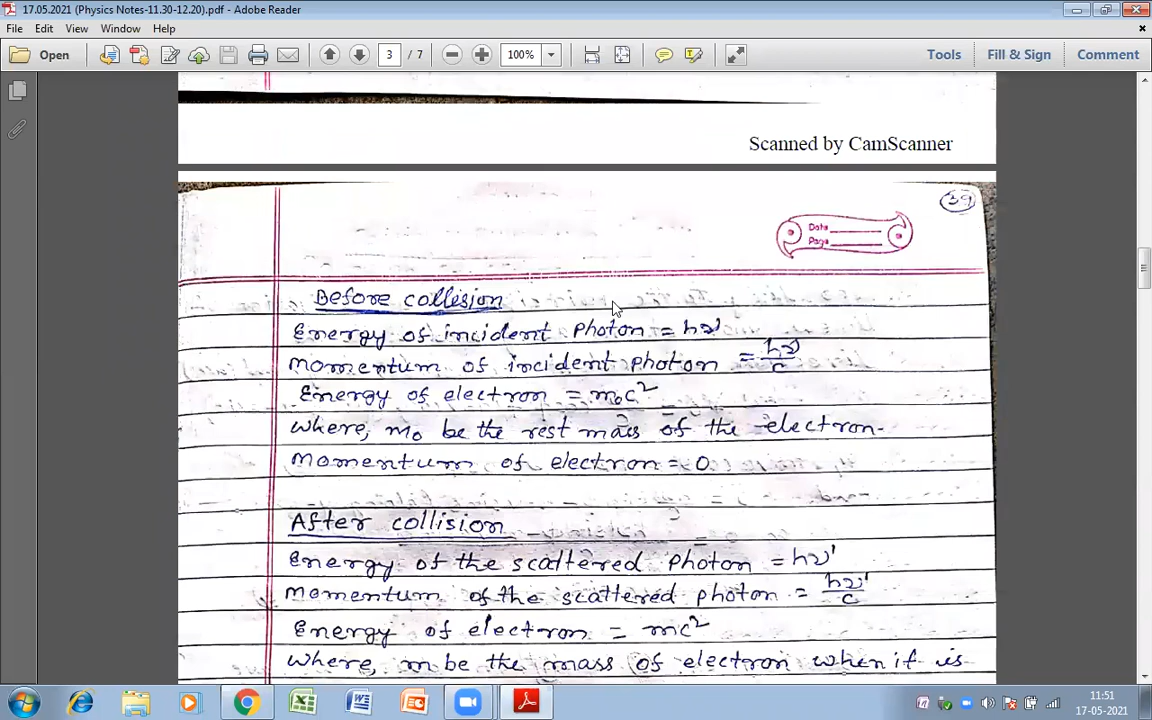 17.05.2021 (Physics Notes-11.30-12.20).pdf - Adobe Reader
File Edit View Window Help
Open 3 / 7 100% Tools Fill & Sign Comment
Scanned by CamScanner
39
Date
Page
Before collesion
Energy of incident photon = hν
Momentum of incident photon = hν/c
Energy of electron = m₀c²
where, m₀ be the rest mass of the electron.
Momentum of electron = 0
After collision
Energy of the scattered photon = hν'
Momentum of the scattered photon = hν'/c
Energy of electron = mc²
where, m be the mass of electron when it is
11:51
17-05-2021